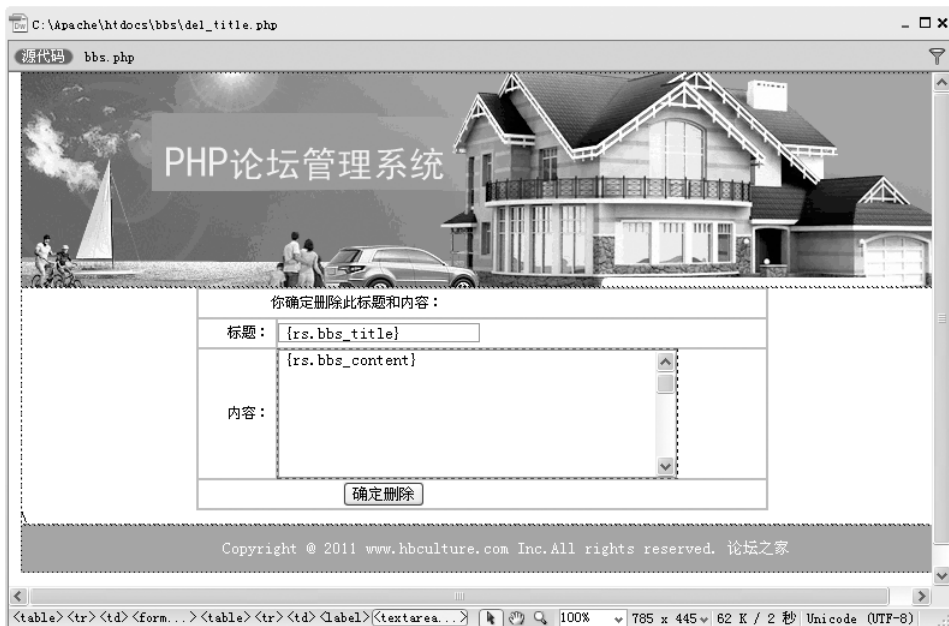 C:\Apache\htdocs\bbs\del_title.php
源代码 bbs.php
PHP论坛管理系统
你确定删除此标题和内容：
标题： {rs.bbs_title}
{rs.bbs_content}
内容：
确定删除
Copyright @ 2011 www.hbculture.com Inc.All rights reserved. 论坛之家
<table><tr><td><form...><table><tr><td><label><textarea...> 100% 785 x 445 62 K / 2 秒 Unicode (UTF-8)